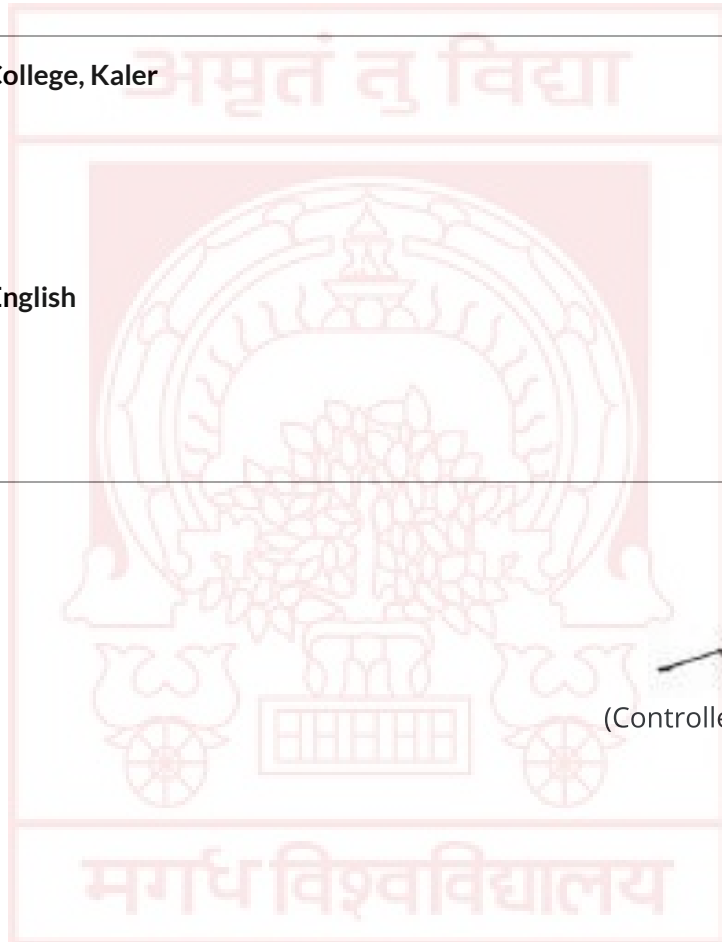 अमृतं तु विद्या
College, Kaler
English
(Controlle
मगध विश्वविद्यालय